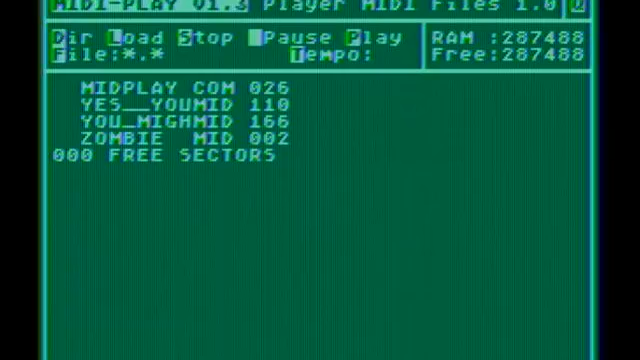 MIDI-PLAY V1.3 Player MIDI Files 1.0 Q
Dir Load Stop Pause Play RAM :287488
File:*.* Tempo: Free:287488
MIDPLAY COM 026
YES__YOUMID 110
YOU_MIGHMID 166
ZOMBIE MID 002
000 FREE SECTORS